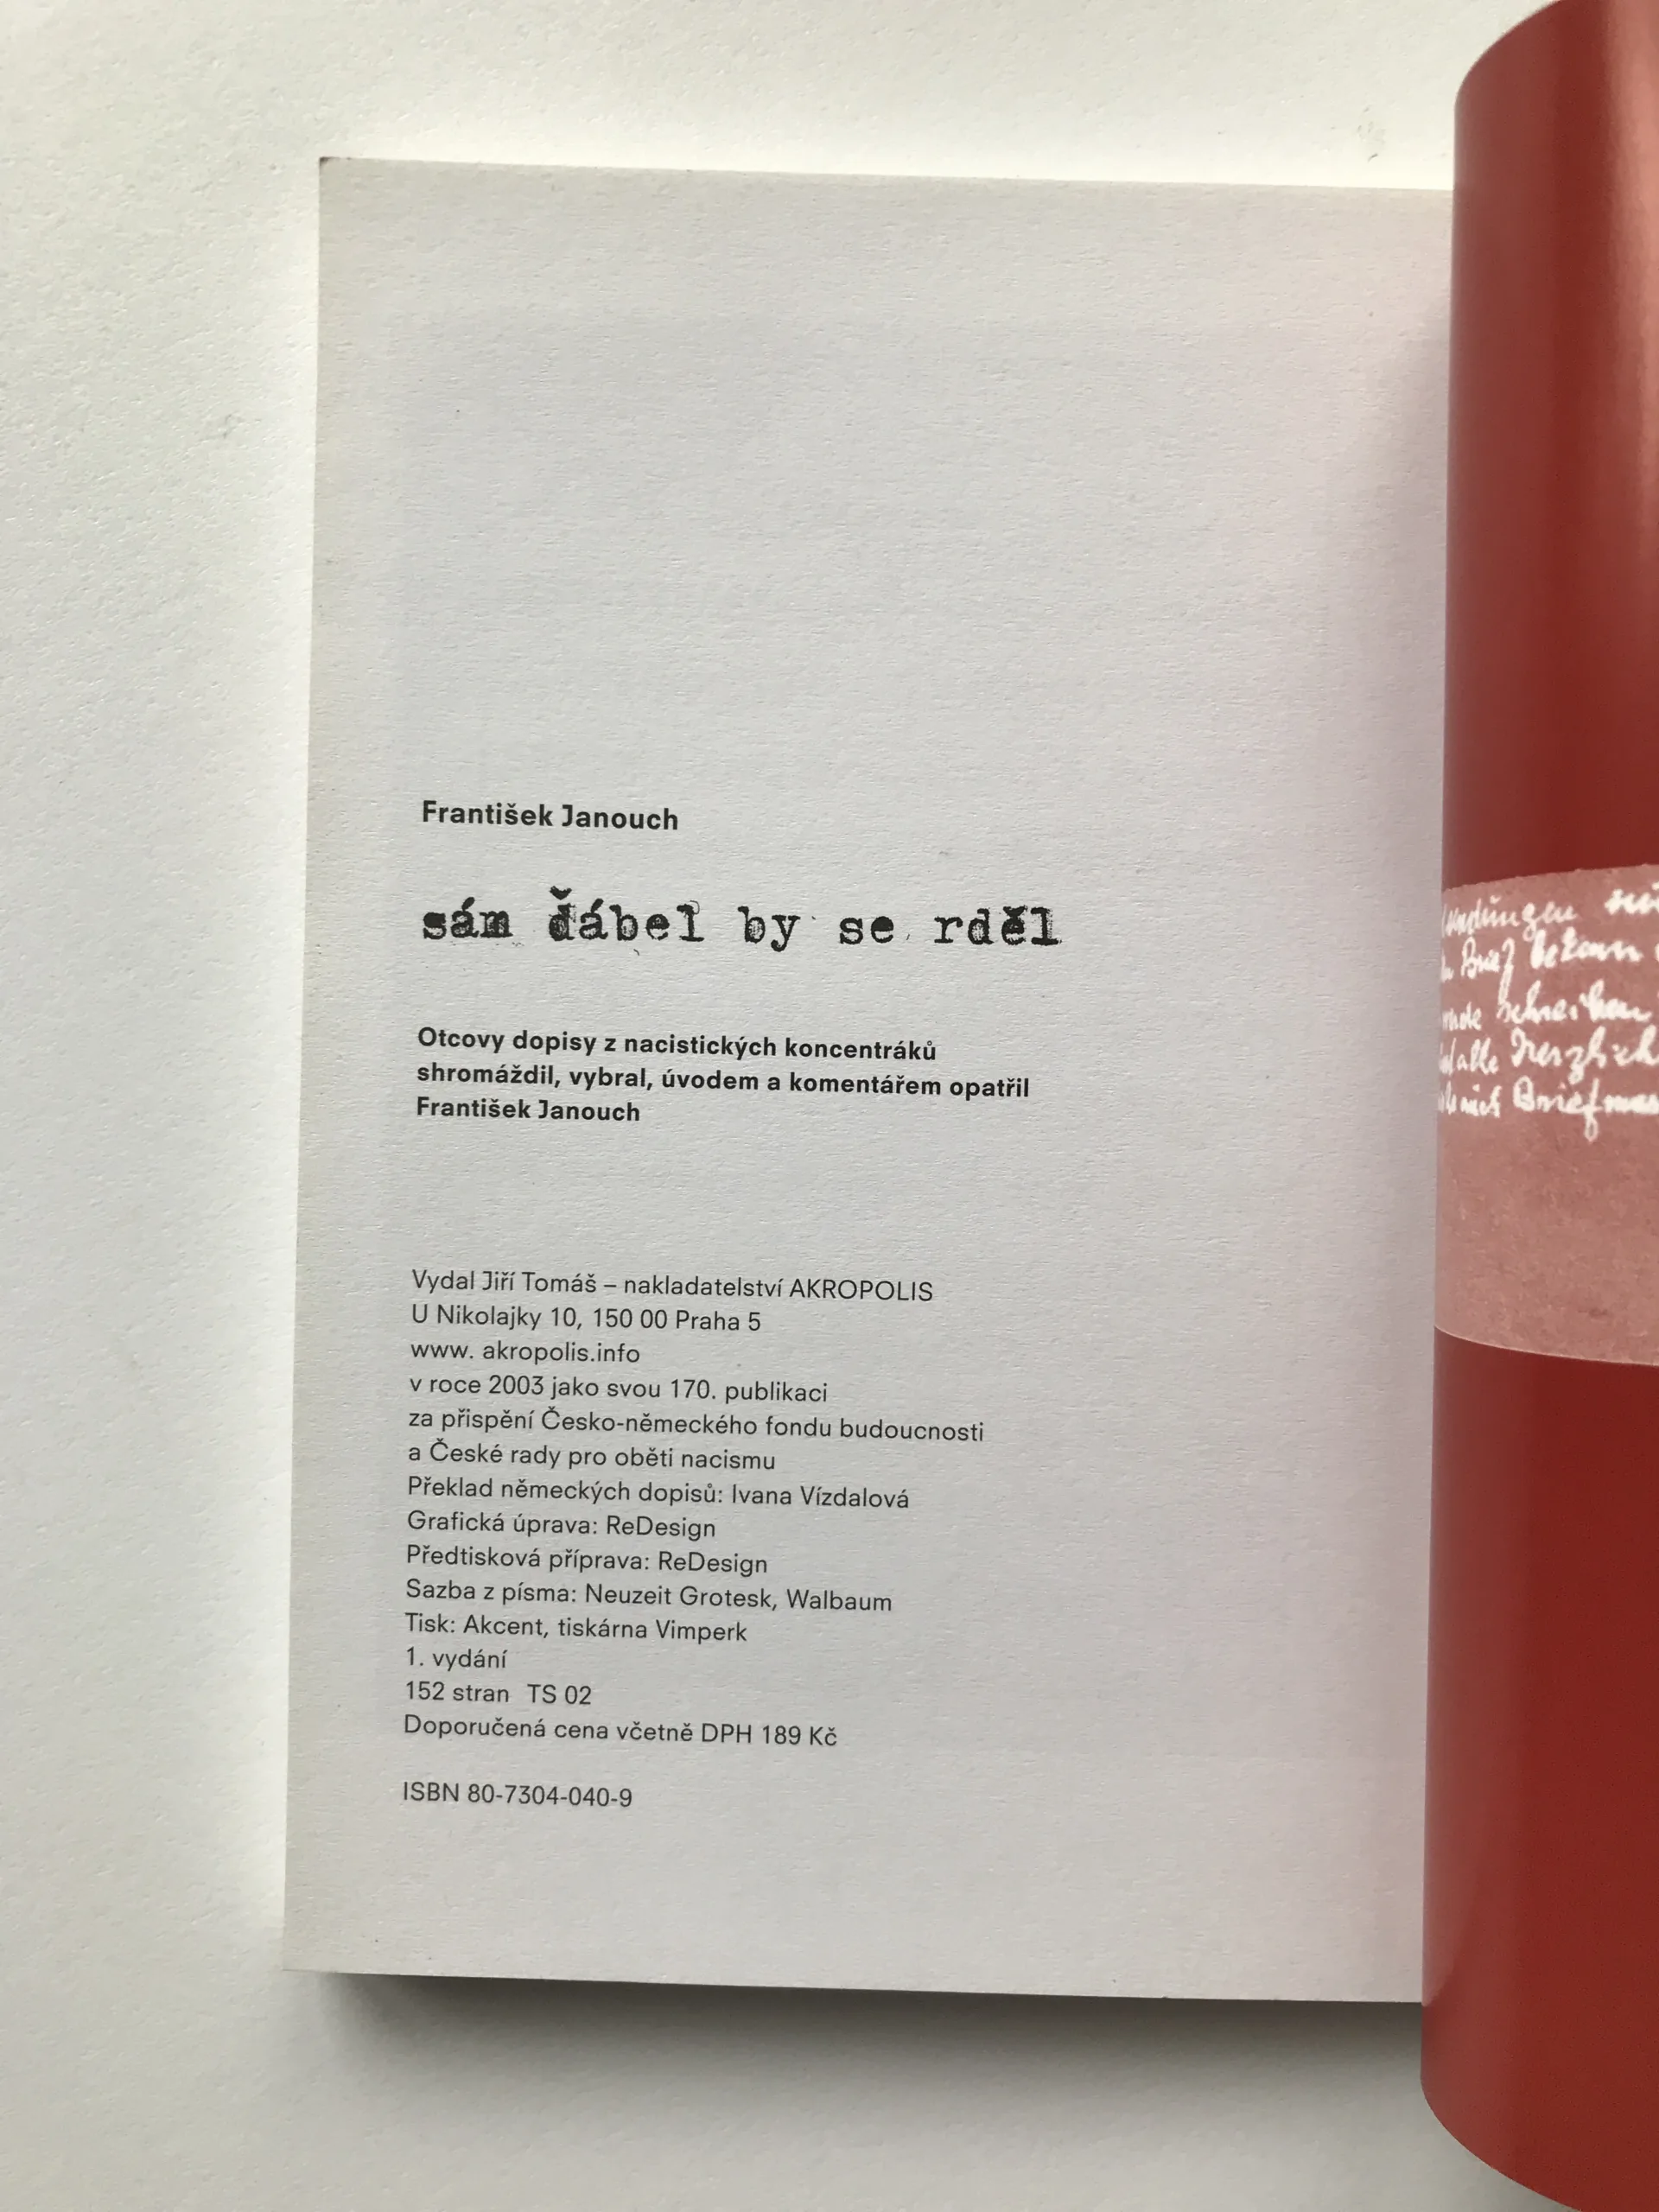 František Janouch
sám ďábel by se rděl
Otcovy dopisy z nacistických koncentráků
shromáždil, vybral, úvodem a komentářem opatřil
František Janouch
Vydal Jiří Tomáš – nakladatelství AKROPOLIS
U Nikolajky 10, 150 00 Praha 5
www. akropolis.info
v roce 2003 jako svou 170. publikaci
za přispění Česko-německého fondu budoucnosti
a České rady pro oběti nacismu
Překlad německých dopisů: Ivana Vízdalová
Grafická úprava: ReDesign
Předtisková příprava: ReDesign
Sazba z písma: Neuzeit Grotesk, Walbaum
Tisk: Akcent, tiskárna Vimperk
1. vydání
152 stran TS 02
Doporučená cena včetně DPH 189 Kč
ISBN 80-7304-040-9
Brief bekam
schreiben
alle